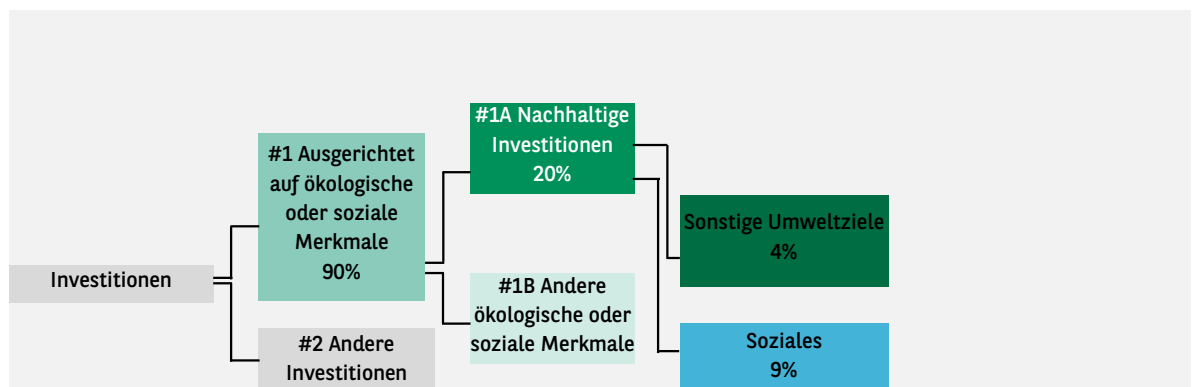 Investitionen
#1 Ausgerichtet
auf ökologische
oder soziale
Merkmale
90%
#2 Andere
Investitionen
#1A Nachhaltige
Investitionen
20%
#1B Andere
ökologische oder
soziale Merkmale
Sonstige Umweltziele
4%
Soziales
9%